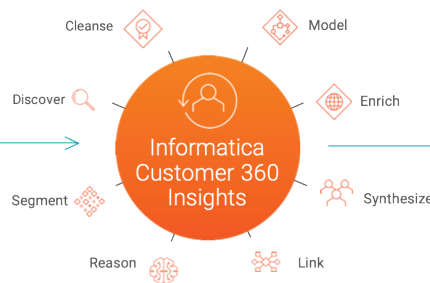 Cleanse
Model
Discover
Enrich
Informatica
Customer 360
Insights
Segment
Synthesize
Reason
Link